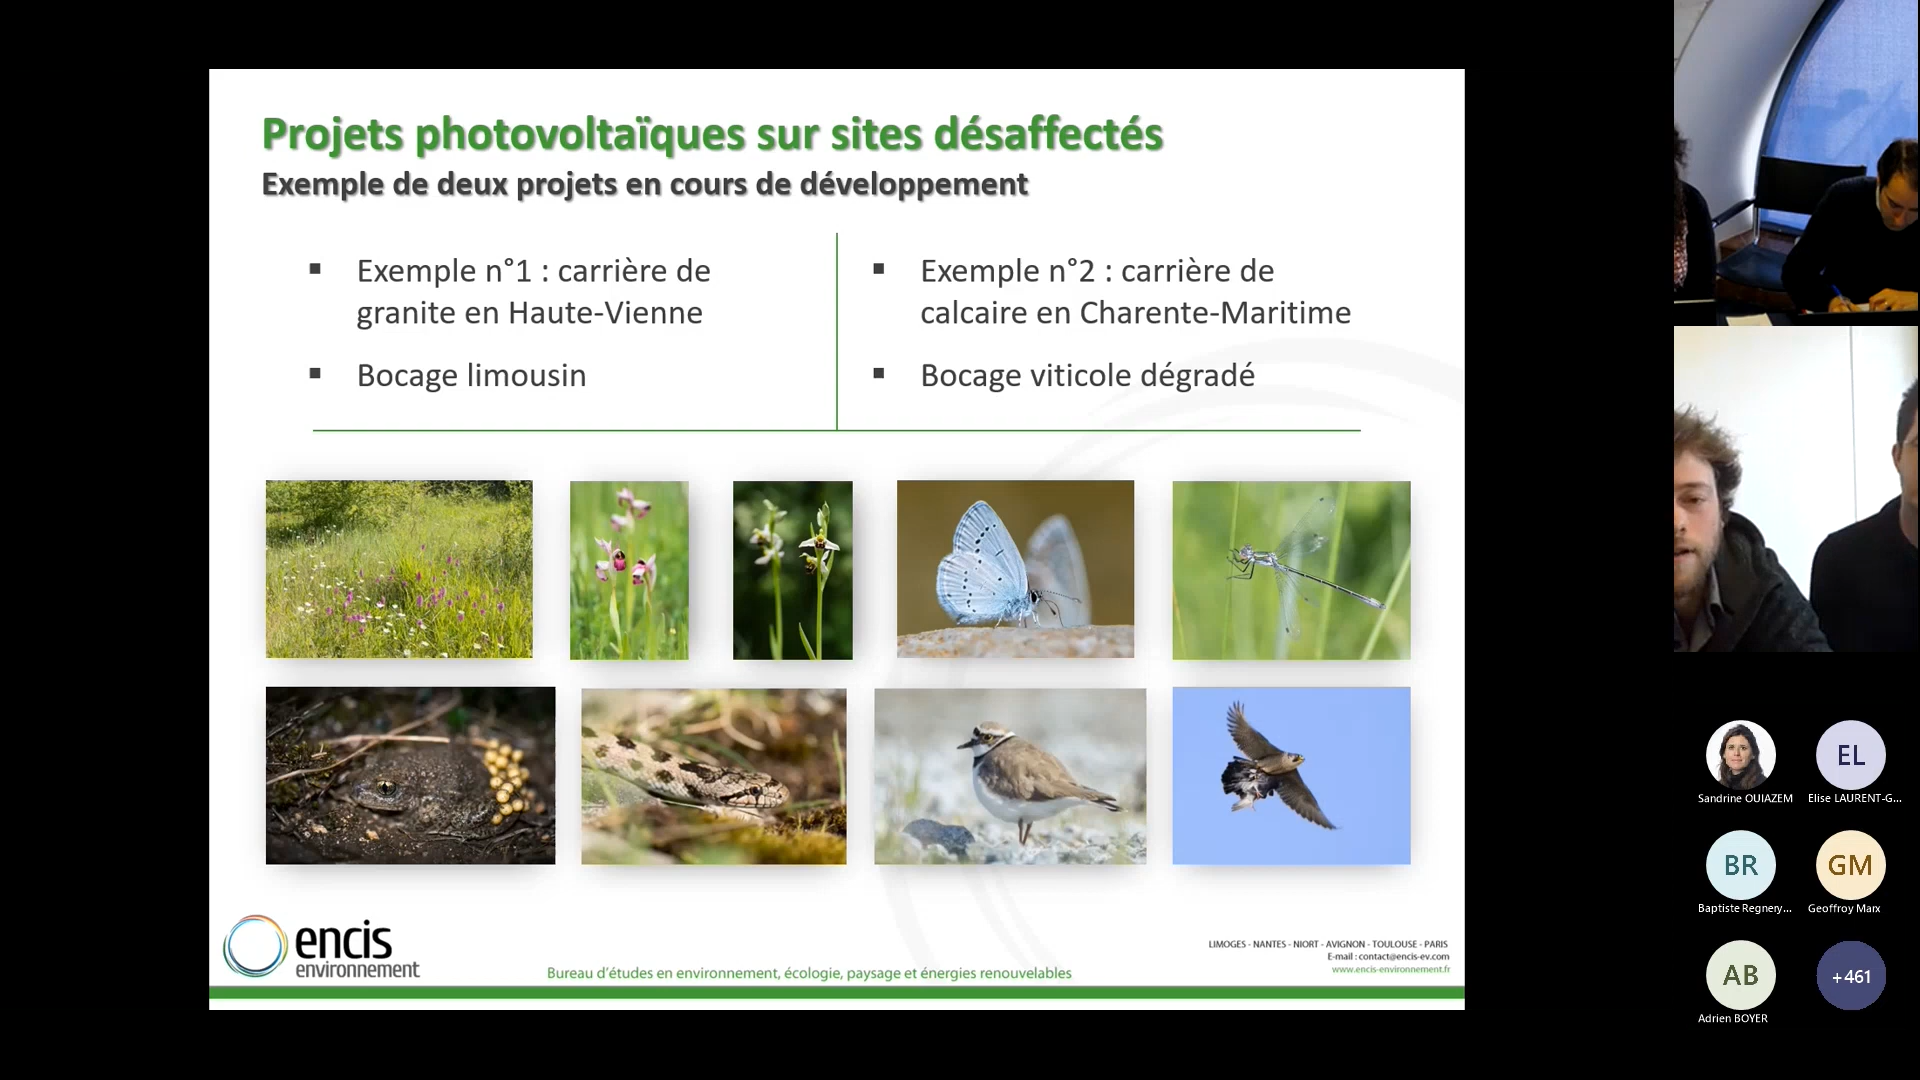 Projets photovoltaïques sur sites désaffectés
Exemple de deux projets en cours de développement
▪ Exemple n°1 : carrière de
granite en Haute-Vienne
▪ Bocage limousin
▪ Exemple n°2 : carrière de
calcaire en Charente-Maritime
▪ Bocage viticole dégradé
encis
environnement
Bureau d'études en environnement, écologie, paysage et énergies renouvelables
LIMOGES - NANTES - NIORT - AVIGNON - TOULOUSE - PARIS
E-mail : contact@encis-ev.com
www.encis-environnement.fr
Sandrine OUIAZEM
EL
Elise LAURENT-G...
BR
Baptiste Regnery...
GM
Geoffroy Marx
AB
Adrien BOYER
+461